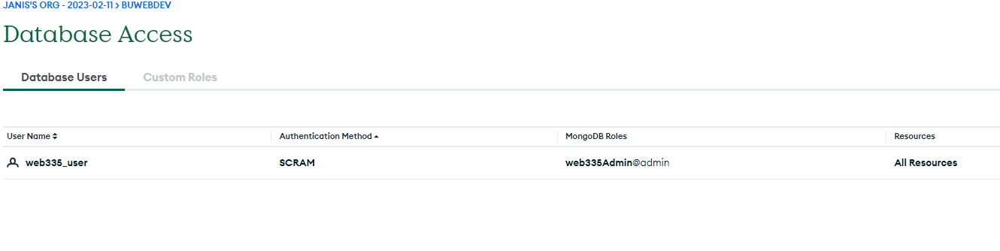 JANIS'S ORG - 2023-02-11 > BUWEBDEV
Database Access
Database Users Custom Roles
User Name Authentication Method MongoDB Roles Resources
web335_user SCRAM web335Admin@admin All Resources